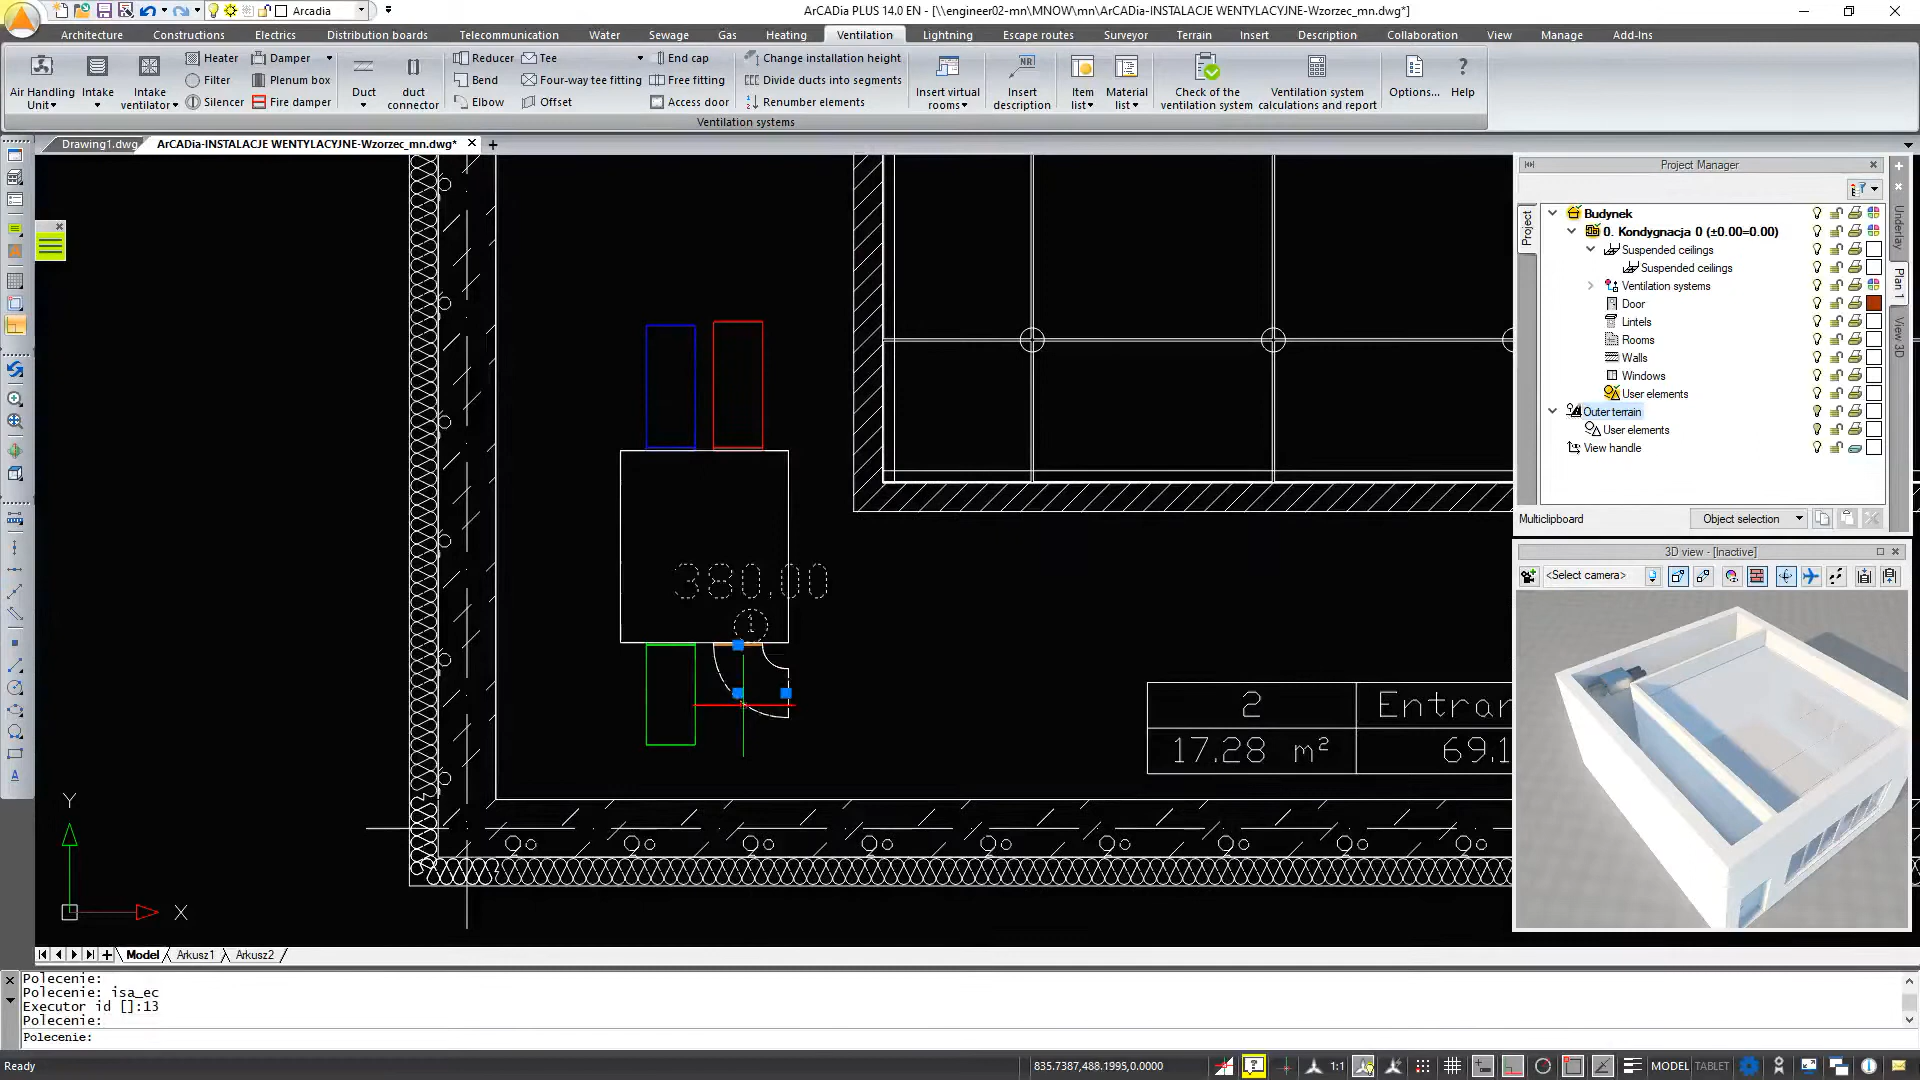 Arcadia
ArCADia PLUS 14.0 EN - [\\engineer02-mn\MNOW\mn\ArCADia-INSTALACJE WENTYLACYJNE-Wzorzec_mn.dwg*]
Architecture Constructions Electrics Distribution boards Telecommunication Water Sewage Gas Heating Ventilation Lightning Escape routes Surveyor Terrain Insert Description Collaboration View Manage Add-Ins
Air Handling Unit
Intake
Intake ventilator
Heater
Filter
Silencer
Damper
Plenum box
Fire damper
Duct
duct connector
Reducer
Bend
Elbow
Tee
Four-way tee fitting
Offset
End cap
Free fitting
Access door
Change installation height
Divide ducts into segments
Renumber elements
Insert virtual rooms
NR
Insert description
Item list
Material list
Check of the ventilation system
Ventilation system calculations and report
Options...
?
Help
Ventilation systems
Drawing1.dwg
ArCADia-INSTALACJE WENTYLACYJNE-Wzorzec_mn.dwg*
Project Manager
Project
Underlay
Plan 1
View 3D
Budynek
0. Kondygnacja 0 (±0.00=0.00)
Suspended ceilings
Suspended ceilings
Ventilation systems
Door
Lintels
Rooms
Walls
Windows
User elements
Outer terrain
User elements
View handle
Multiclipboard
Object selection
3D view - [Inactive]
<Select camera>
380.00
1
2 Entran
17.28 m² 69.1
Y
X
Model Arkusz1 Arkusz2
Polecenie:
Polecenie: isa_ec
Executor id []:13
Polecenie:
Polecenie:
Ready
835.7387,488.1995,0.0000
1:1
MODEL TABLET